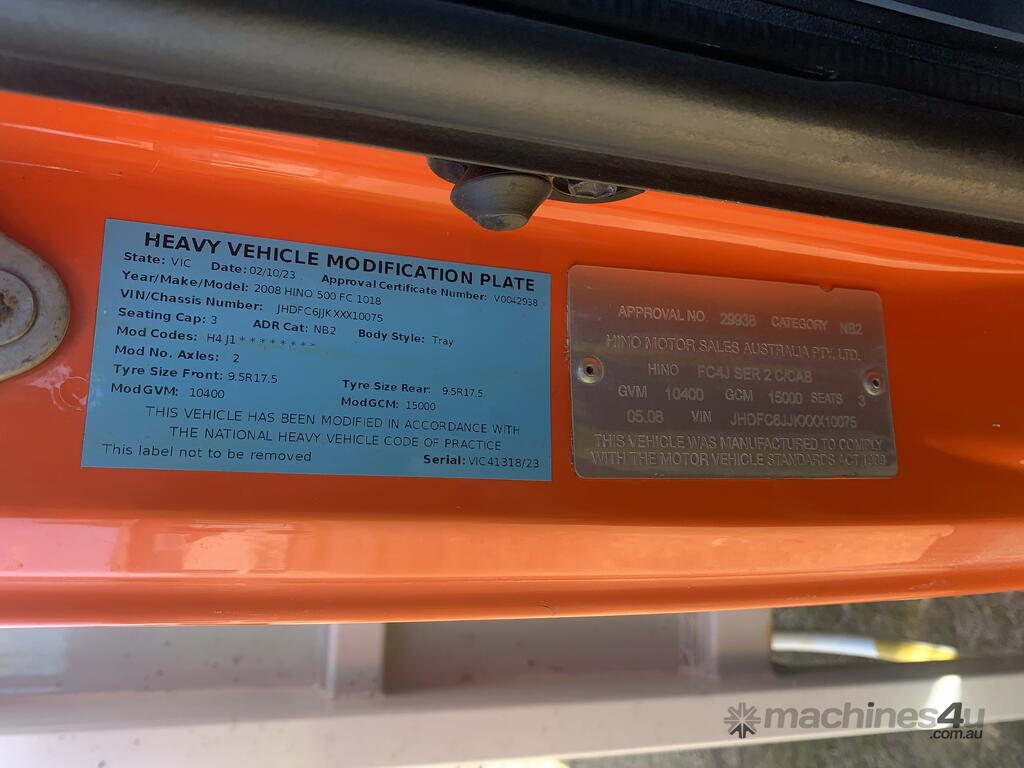 HEAVY VEHICLE MODIFICATION PLATE
State: VIC Date: 02/10/23 Approval Certificate Number: V0042938
Year/Make/Model: 2008 HINO 500 FC 1018
VIN/Chassis Number: JHDFC6JJKXXX10075
Seating Cap: 3 ADR Cat: NB2 Body Style: Tray
Mod Codes: H4 J1 * * * * * * * *
Mod No. Axles: 2
Tyre Size Front: 9.5R17.5 Tyre Size Rear: 9.5R17.5
ModGVM: 10400 ModGCM: 15000
THIS VEHICLE HAS BEEN MODIFIED IN ACCORDANCE WITH
THE NATIONAL HEAVY VEHICLE CODE OF PRACTICE
This label not to be removed Serial: VIC41318/23
APPROVAL NO. 29938 CATEGORY NB2
HINO MOTOR SALES AUSTRALIA PTY. LTD.
HINO FC4J SER 2 C/CAB
GVM 10400 GCM 15000 SEATS 3
05.08 VIN JHDFC6JJKXXX10075
THIS VEHICLE WAS MANUFACTURED TO COMPLY
WITH THE MOTOR VEHICLE STANDARDS ACT 1989
machines4u
.com.au